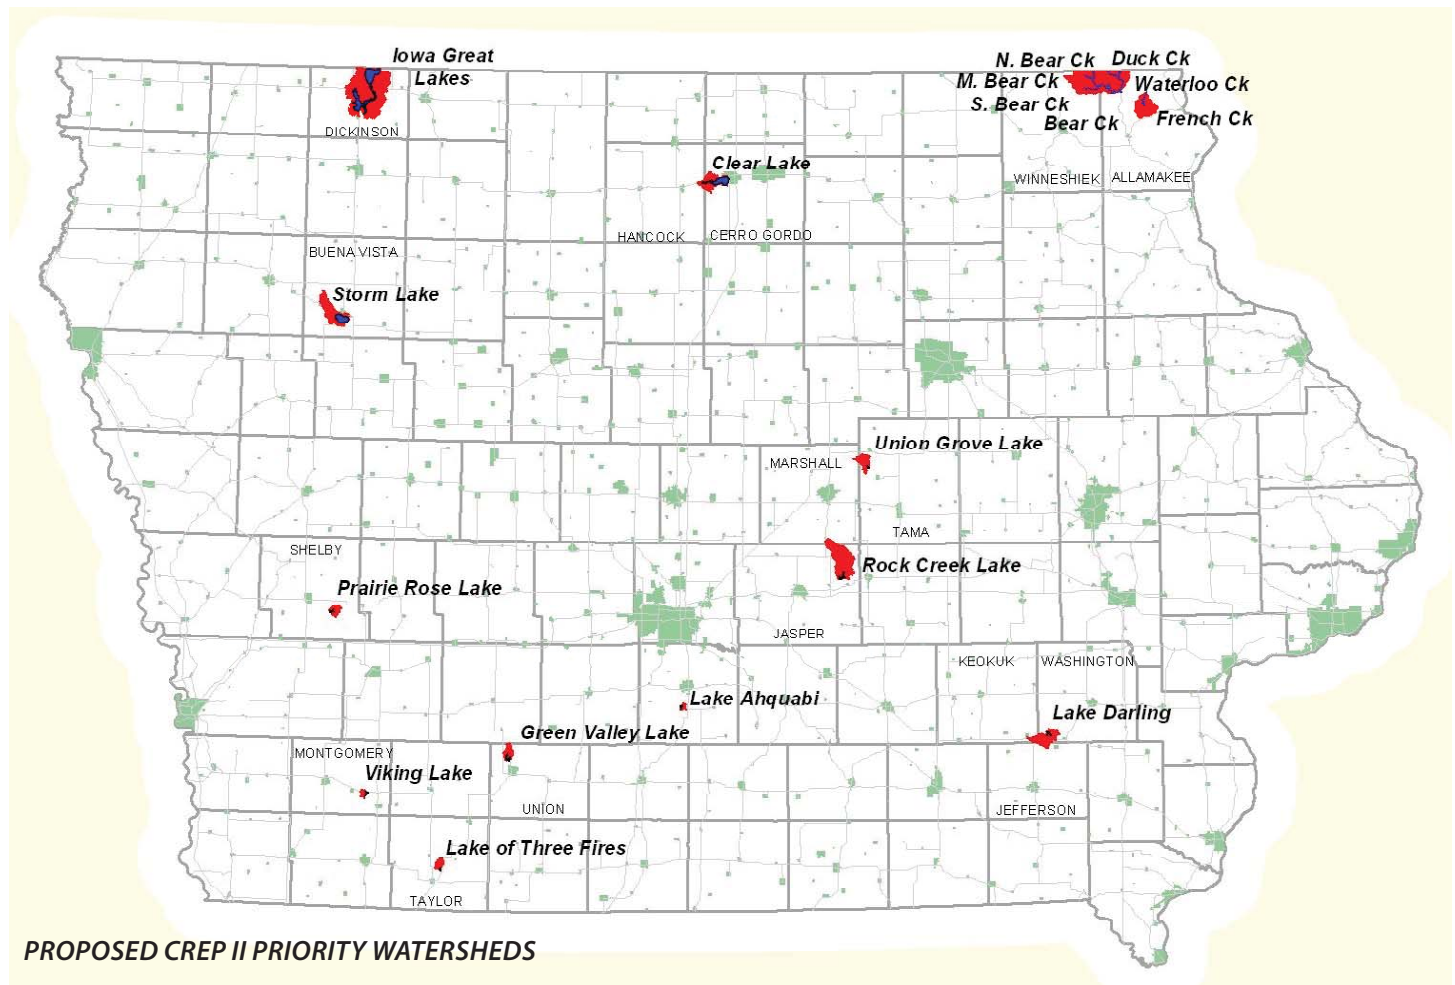 Iowa Great
Lakes
DICKINSON
N. Bear Ck
Duck Ck
M. Bear Ck
Waterloo Ck
S. Bear Ck
French Ck
Bear Ck
Clear Lake
WINNESHIEK
ALLAMAKEE
HANCOCK
CERRO GORDO
BUENA VISTA
Storm Lake
Union Grove Lake
MARSHALL
TAMA
SHELBY
Rock Creek Lake
Prairie Rose Lake
JASPER
KEOKUK
WASHINGTON
Lake Ahquabi
Lake Darling
Green Valley Lake
MONTGOMERY
Viking Lake
UNION
JEFFERSON
Lake of Three Fires
TAYLOR
PROPOSED CREP II PRIORITY WATERSHEDS